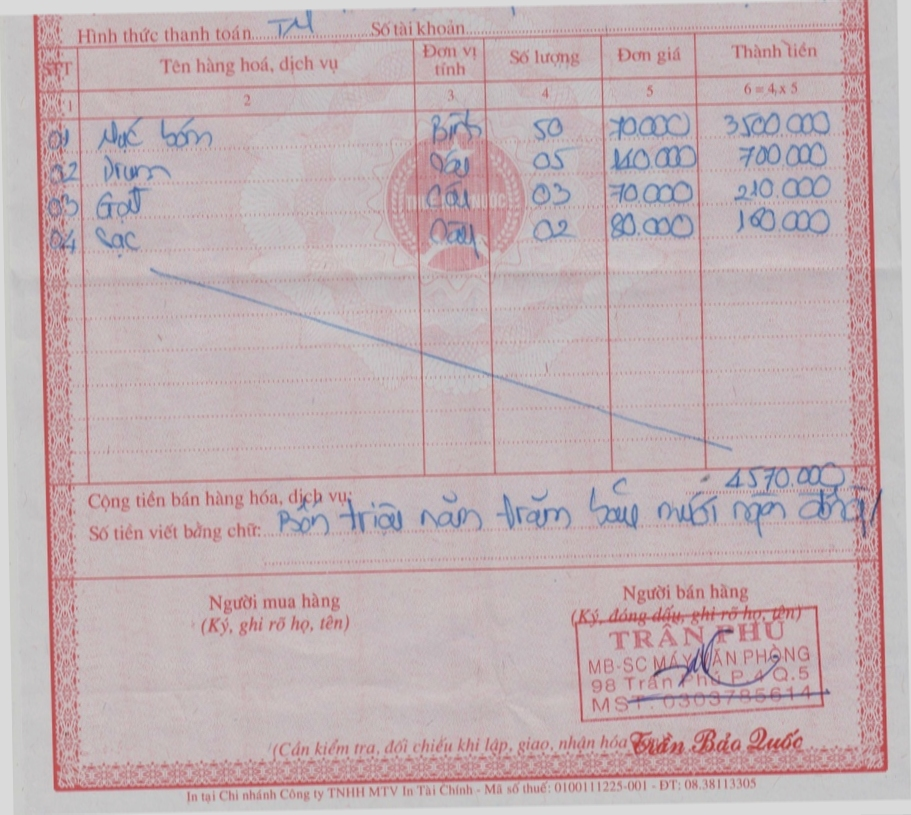 Hình thức thanh toán TM Số tài khoản
STT Tên hàng hoá, dịch vụ Đơn vị tính Số lượng Đơn giá Thành tiền
1 2 3 4 5 6 = 4 x 5
01 Mực bơm Bình 50 70.000 3500.000
02 Drum Cây 05 140.000 700.000
03 Gạt Cây 03 70.000 210.000
04 Sạc Cây 02 80.000 160.000
Cộng tiền bán hàng hóa, dịch vụ: 4570.000
Số tiền viết bằng chữ: Bốn triệu năm trăm bảy mươi ngàn đồng
Người mua hàng Người bán hàng
(Ký, ghi rõ họ, tên) (Ký, đóng dấu, ghi rõ họ, tên)
TRẦN PHÚ
MB-SC MÁY VĂN PHÒNG
98 Trần Phú P.4 Q.5
MST: 0303785614
(Cần kiểm tra, đối chiếu khi lập, giao, nhận hóa Trần Bảo Quốc
In tại Chi nhánh Công ty TNHH MTV In Tài Chính - Mã số thuế: 0100111225-001 - ĐT: 08.38113305